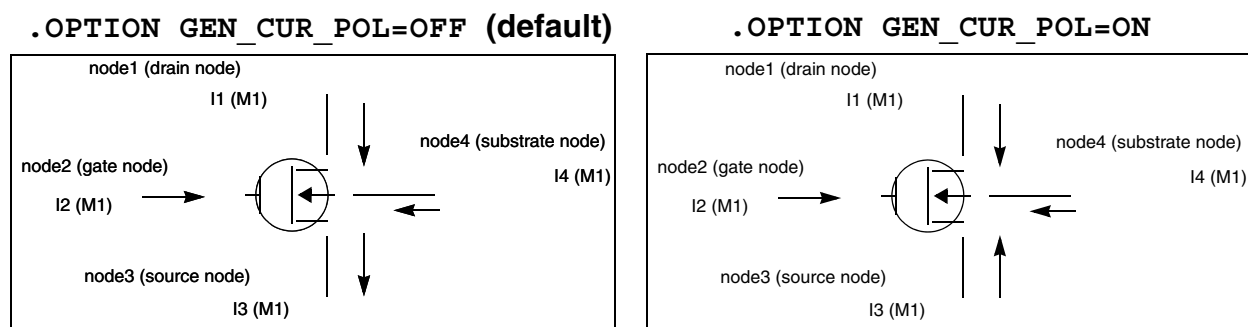 .OPTION GEN_CUR_POL=OFF (default)
node1 (drain node)
I1 (M1)
node4 (substrate node)
node2 (gate node)
I4 (M1)
I2 (M1)
node3 (source node)
I3 (M1)
.OPTION GEN_CUR_POL=ON
node1 (drain node)
I1 (M1)
node4 (substrate node)
node2 (gate node)
I4 (M1)
I2 (M1)
node3 (source node)
I3 (M1)